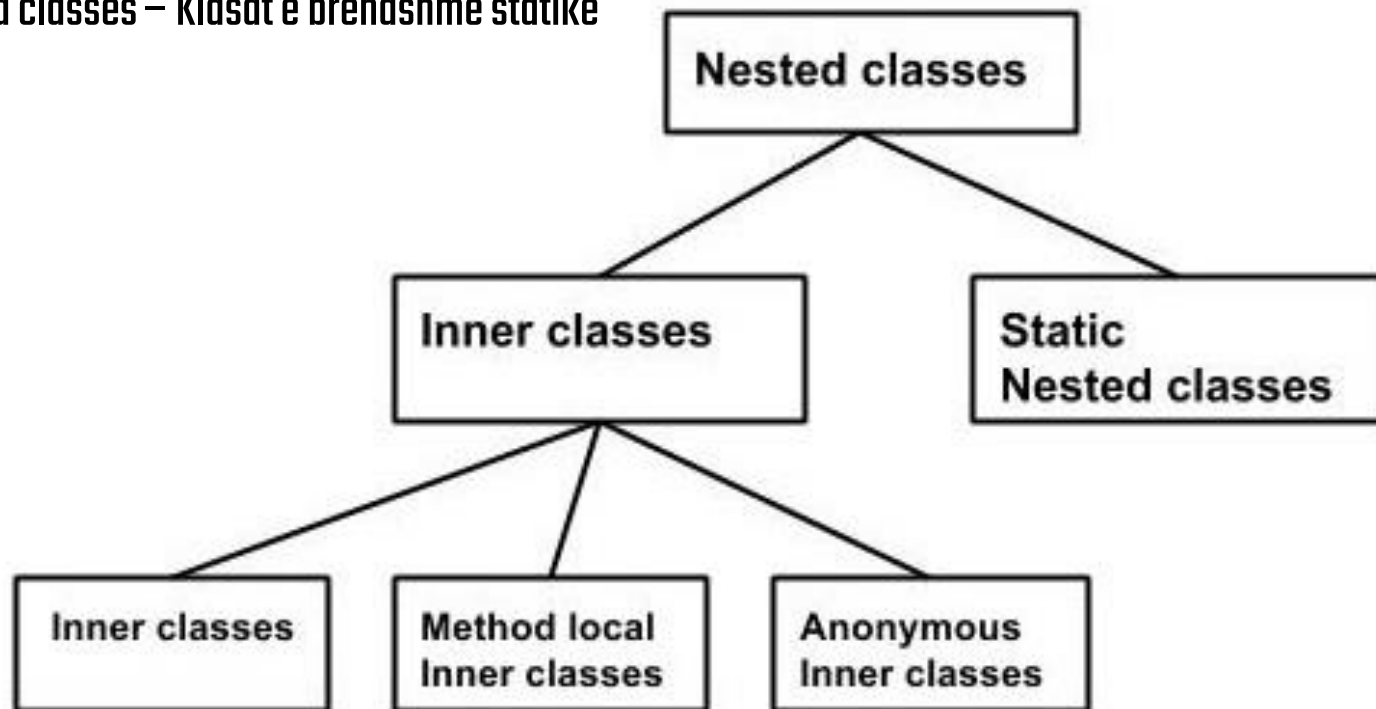 classes – Klasat e brendshme statike
Nested classes
Inner classes
Static
Nested classes
Inner classes
Method local
Inner classes
Anonymous
Inner classes